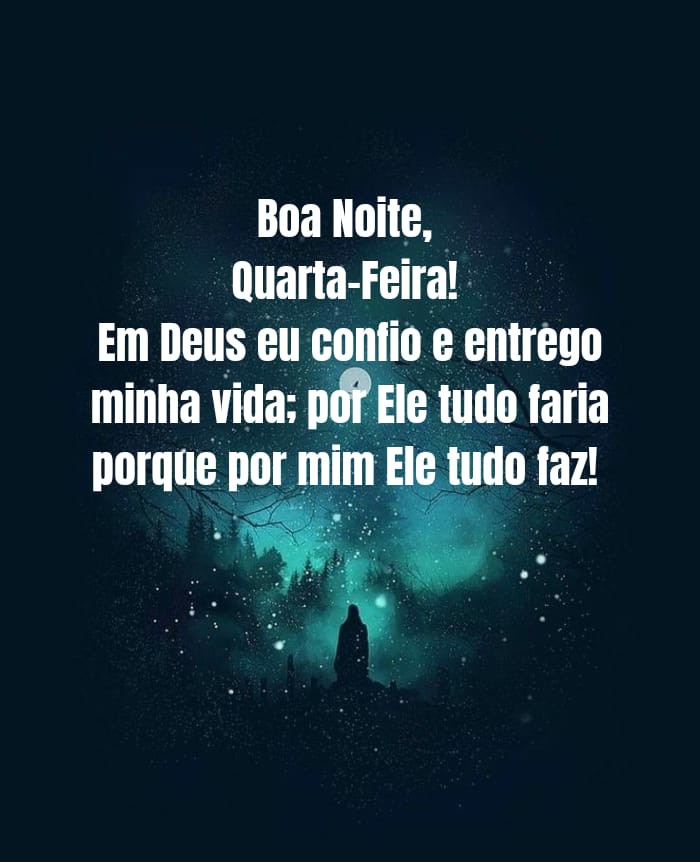 Boa Noite,
Quarta-Feira!
Em Deus eu confio e entrego
minha vida; por Ele tudo faria
porque por mim Ele tudo faz!